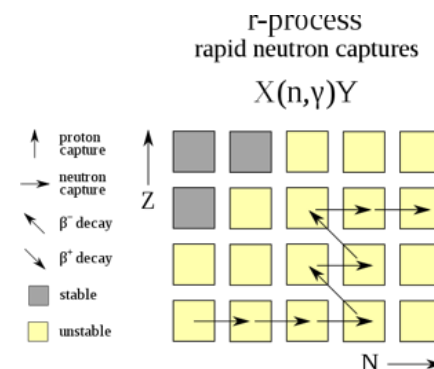 r-process
rapid neutron captures
X(n,γ)Y
proton
capture
neutron
capture
β⁻ decay
β⁺ decay
stable
unstable
Z
N